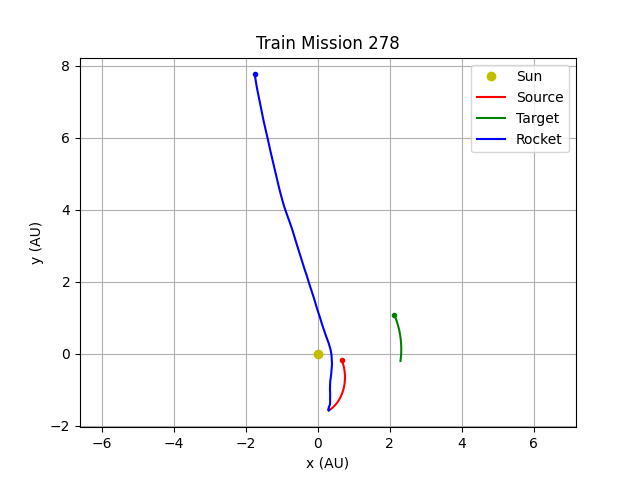 Train Mission 278
Sun
Source
Target
Rocket
y (AU)
8
6
4
2
0
−2
−6
−4
−2
0
2
4
6
x (AU)